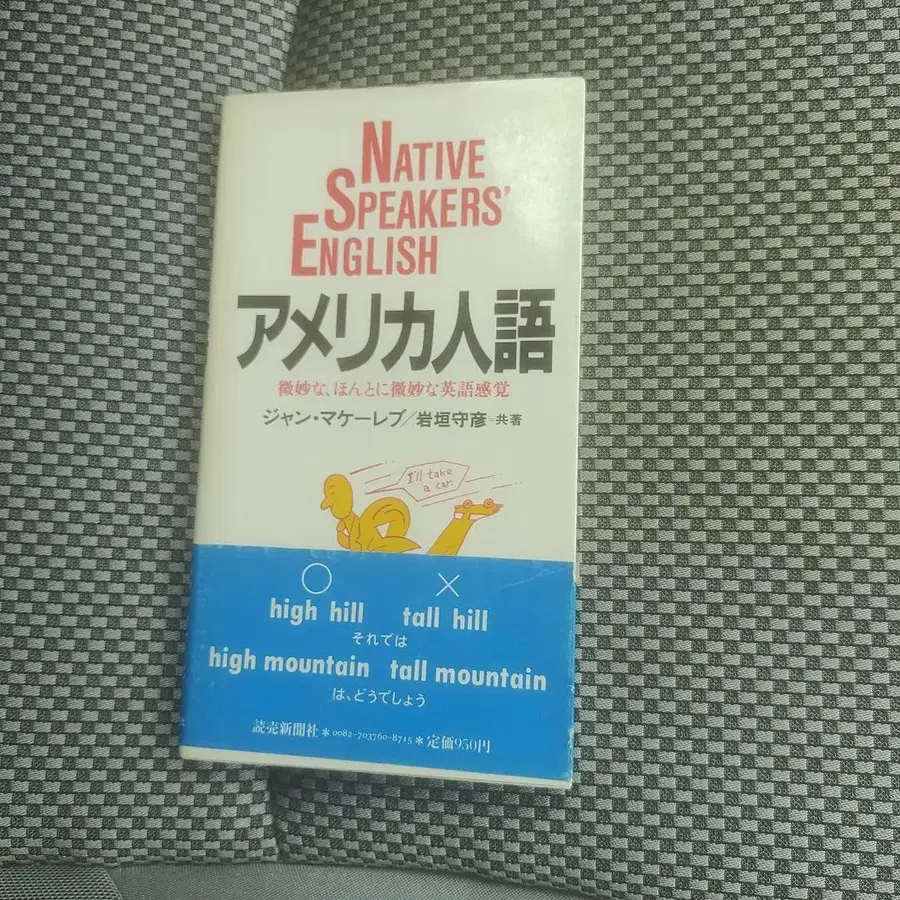 NATIVE
SPEAKERS'
ENGLISH
アメリカ人語
微妙な、ほんとに微妙な英語感覚
ジャン・マケーレブ/岩垣守彦=共著
I'll take
a car.
○ ×
high hill tall hill
それでは
high mountain tall mountain
は、どうでしょう
読売新聞社*0082-703760-8715*定価950円